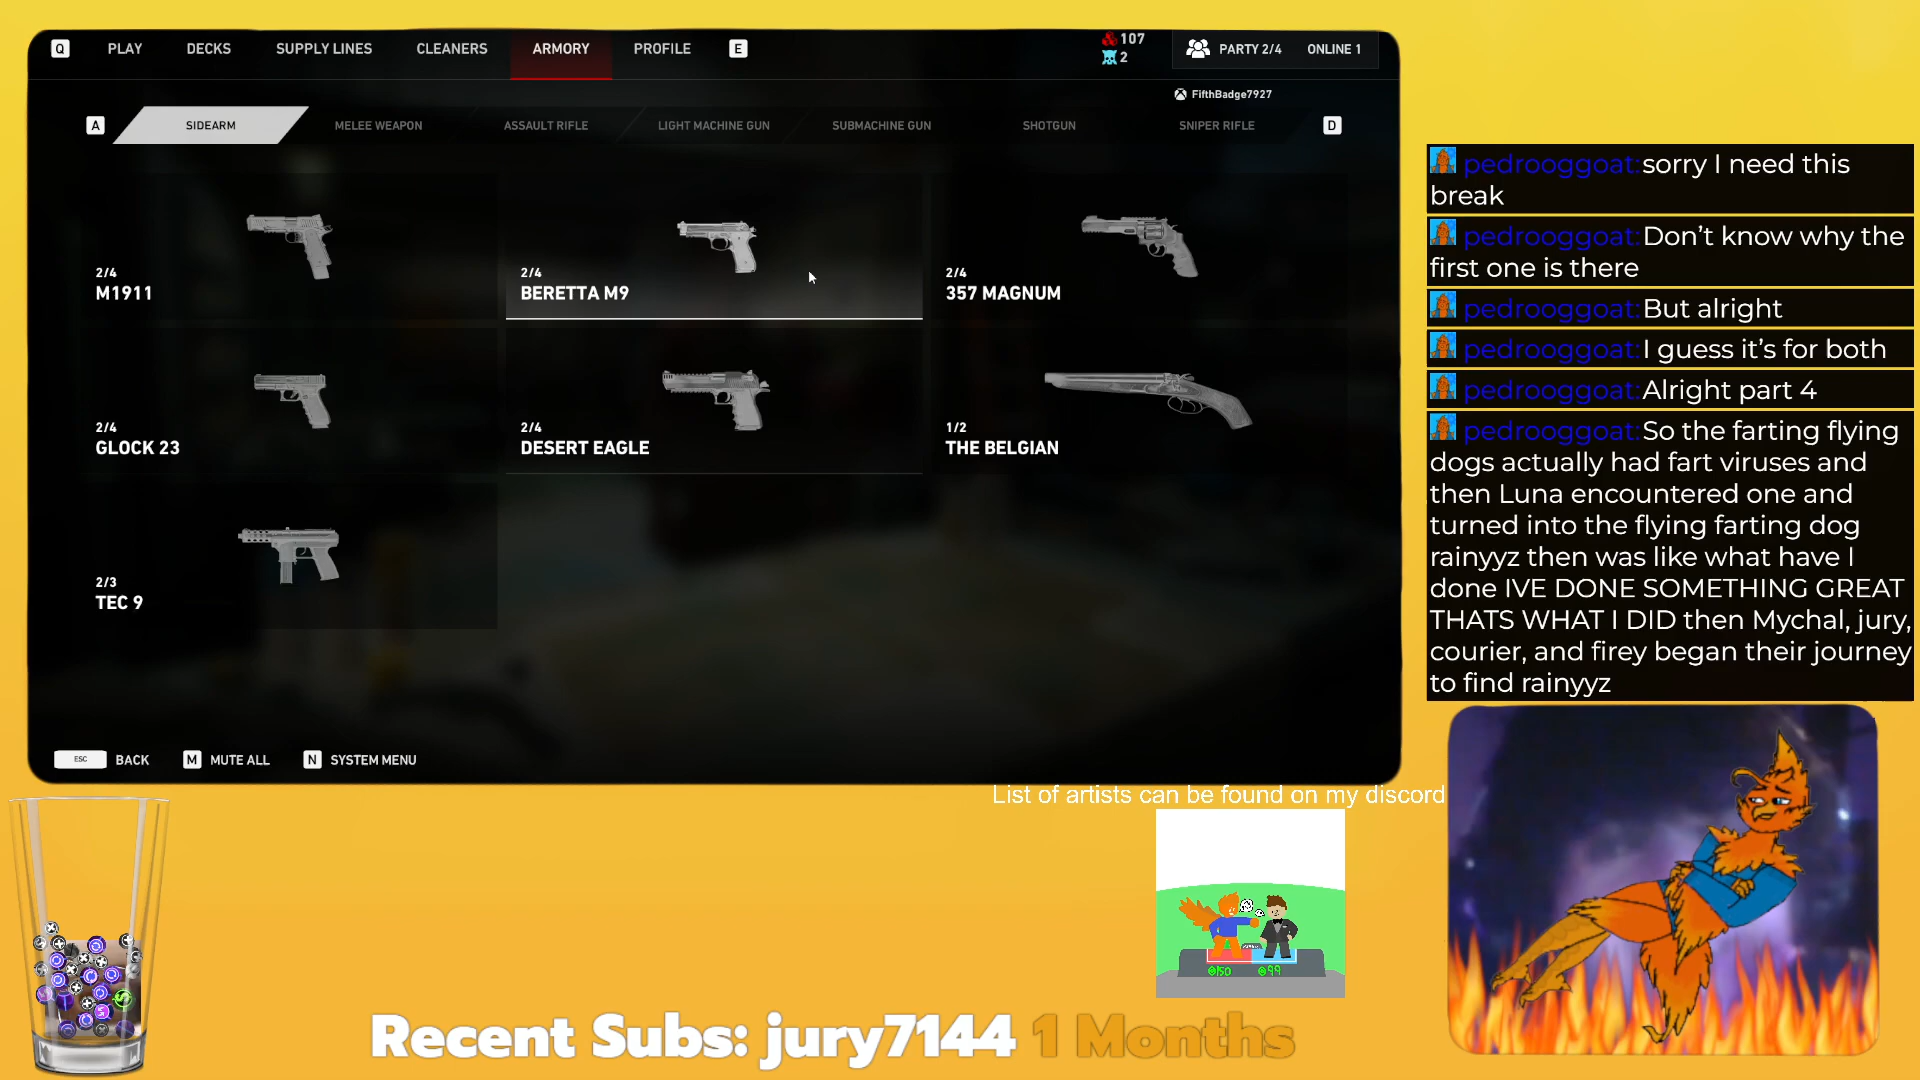 Q PLAY DECKS SUPPLY LINES CLEANERS ARMORY PROFILE E
107
2
PARTY 2/4 ONLINE 1
FifthBadge7927
A SIDEARM MELEE WEAPON ASSAULT RIFLE LIGHT MACHINE GUN SUBMACHINE GUN SHOTGUN SNIPER RIFLE D
2/4
M1911
2/4
BERETTA M9
2/4
357 MAGNUM
2/4
GLOCK 23
2/4
DESERT EAGLE
1/2
THE BELGIAN
2/3
TEC 9
ESC BACK M MUTE ALL N SYSTEM MENU
pedrooggoat: sorry I need this
break
pedrooggoat: Don't know why the
first one is there
pedrooggoat: But alright
pedrooggoat: I guess it's for both
pedrooggoat: Alright part 4
pedrooggoat: So the farting flying
dogs actually had fart viruses and
then Luna encountered one and
turned into the flying farting dog
rainyyz then was like what have I
done IVE DONE SOMETHING GREAT
THATS WHAT I DID then Mychal, jury,
courier, and firey began their journey
to find rainyyz
List of artists can be found on my discord
150 99
Recent Subs: jury7144 1 Months